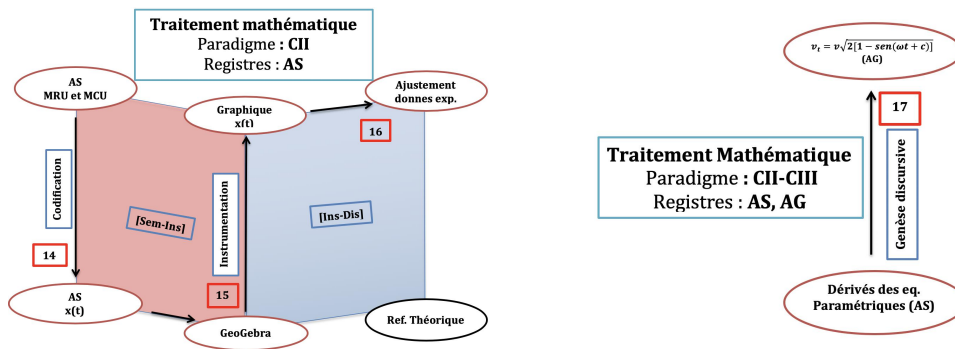 Traitement mathématique
Paradigme : CII
Registres : AS
AS
MRU et MCU
Graphique
x(t)
Ajustement
donnes exp.
16
Codification
[Sem-Ins]
Instrumentation
[Ins-Dis]
14
15
AS
x(t)
GeoGebra
Ref. Théorique
v_t = v√2[1 − sen(ωt + c)]
(AG)
17
Traitement Mathématique
Paradigme : CII-CIII
Registres : AS, AG
Genèse discursive
Dérivés des eq.
Paramétriques (AS)